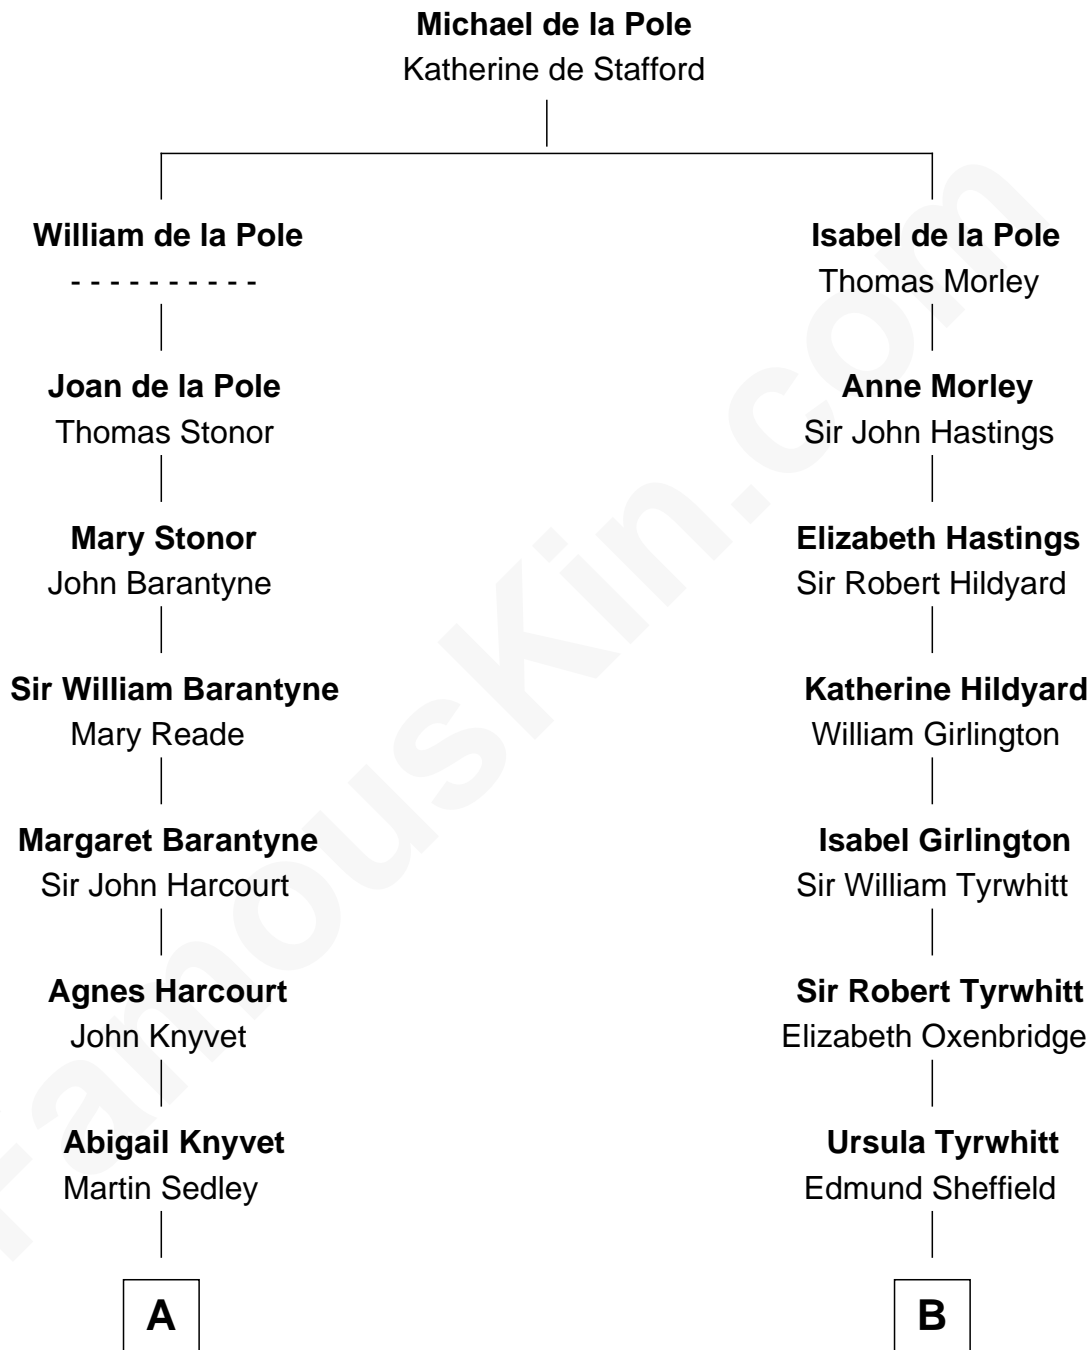 Michael de la Pole
Katherine de Stafford
William de la Pole
- - - - - - - - - -
Joan de la Pole
Thomas Stonor
Mary Stonor
John Barantyne
Sir William Barantyne
Mary Reade
Margaret Barantyne
Sir John Harcourt
Agnes Harcourt
John Knyvet
Abigail Knyvet
Martin Sedley
A
Isabel de la Pole
Thomas Morley
Anne Morley
Sir John Hastings
Elizabeth Hastings
Sir Robert Hildyard
Katherine Hildyard
William Girlington
Isabel Girlington
Sir William Tyrwhitt
Sir Robert Tyrwhitt
Elizabeth Oxenbridge
Ursula Tyrwhitt
Edmund Sheffield
B
FamousKin.com